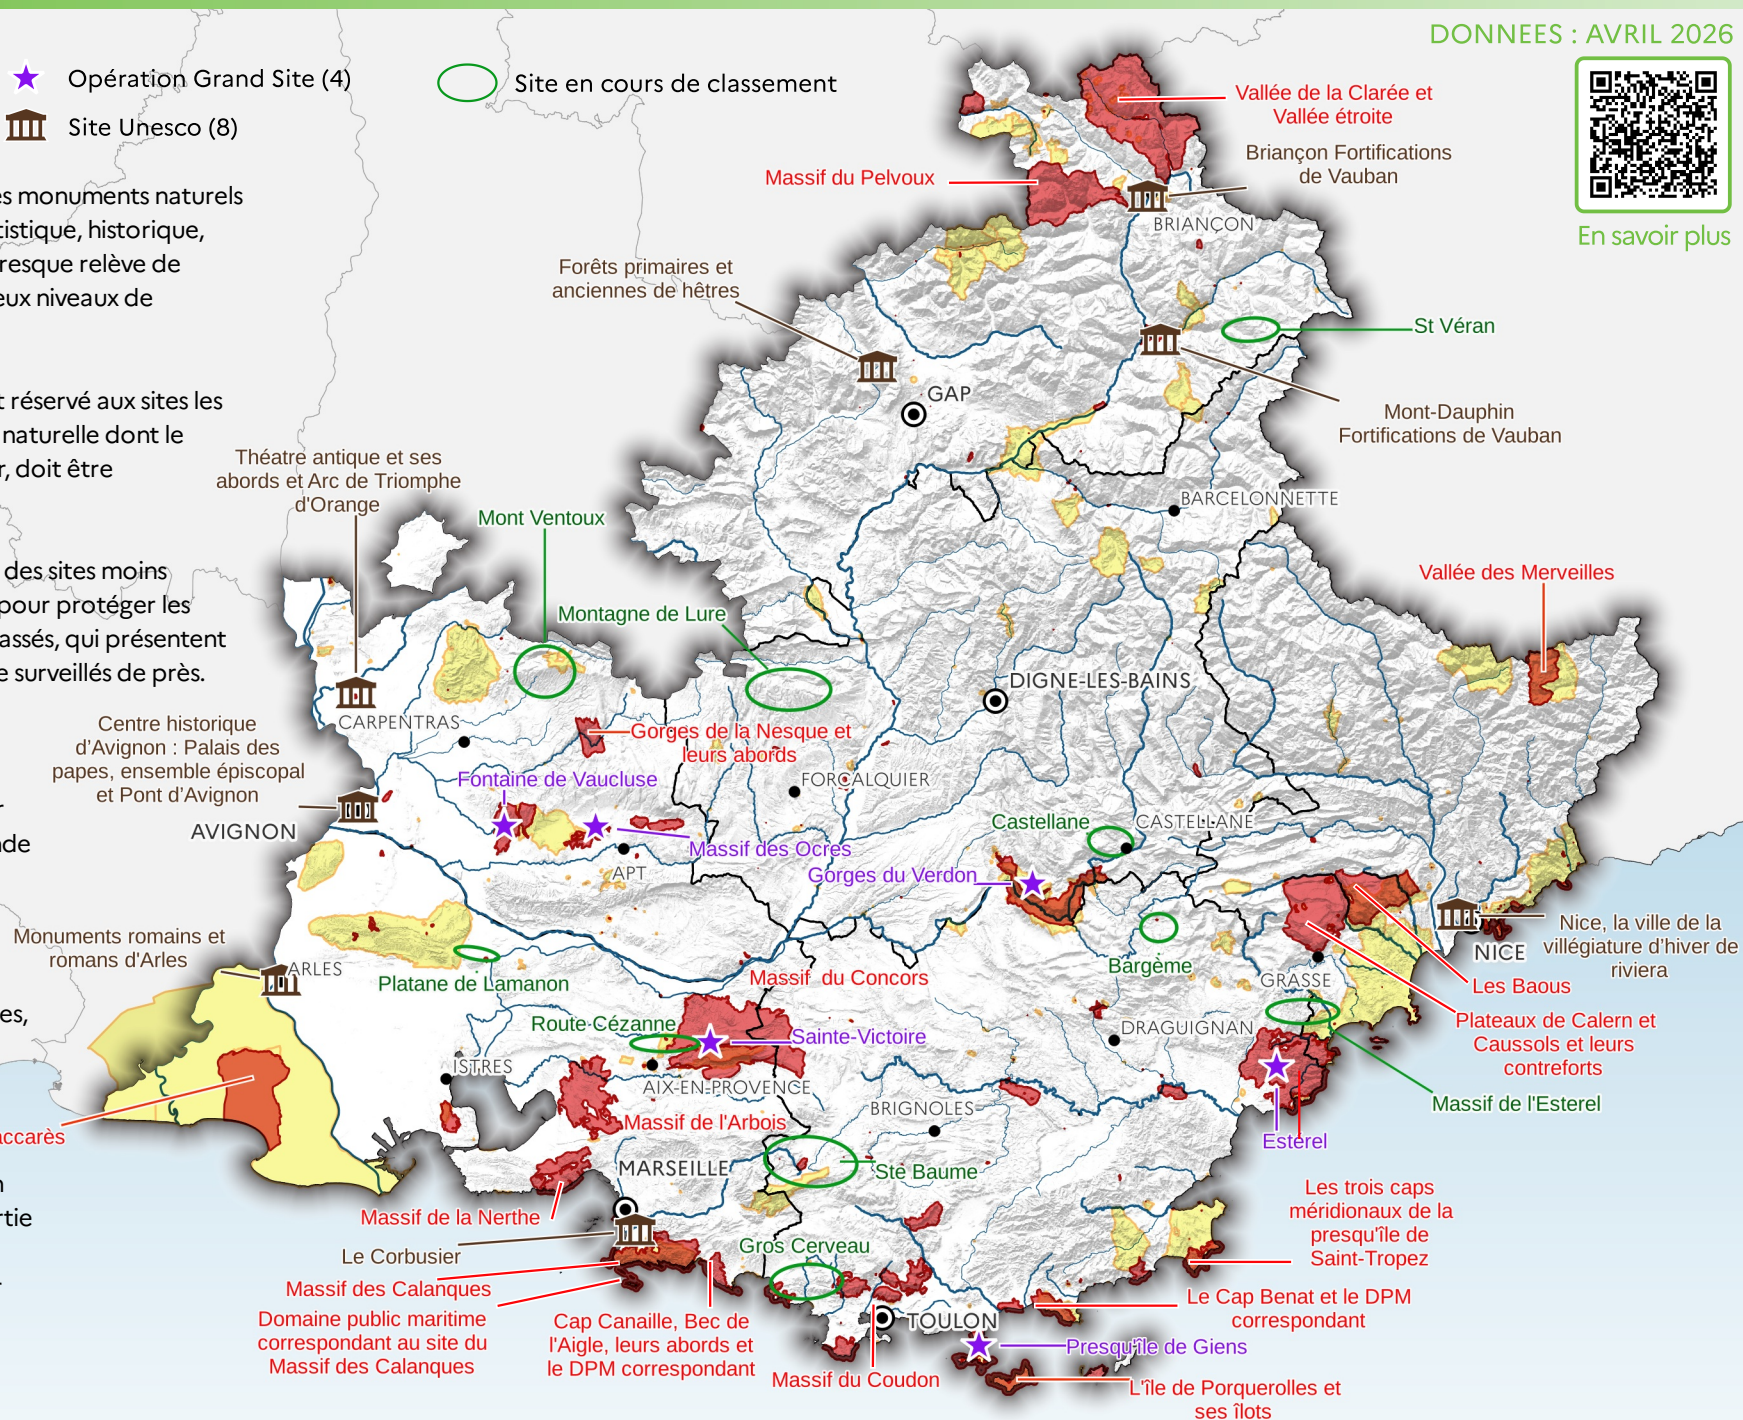 DONNEES : AVRIL 2026
Opération Grand Site (4)
Site en cours de classement
Site Unesco (8)
En savoir plus
es monuments naturels
tistique, historique,
resque relève de
eux niveaux de
t réservé aux sites les
naturelle dont le
r, doit être
des sites moins
pour protéger les
assés, qui présentent
e surveillés de près.
r
de
es,
n
rtie
Vallée de la Clarée et
Vallée étroite
Briançon Fortifications
de Vauban
Massif du Pelvoux
BRIANÇON
Forêts primaires et
anciennes de hêtres
St Véran
GAP
Mont-Dauphin
Fortifications de Vauban
Théatre antique et ses
abords et Arc de Triomphe
d'Orange
BARCELONNETTE
Mont Ventoux
Vallée des Merveilles
Montagne de Lure
DIGNE-LES-BAINS
CARPENTRAS
Centre historique
d'Avignon : Palais des
papes, ensemble épiscopal
et Pont d'Avignon
Gorges de la Nesque et
leurs abords
Fontaine de Vaucluse
FORCALQUIER
AVIGNON
Castellane
CASTELLANE
Massif des Ocres
APT
Gorges du Verdon
Monuments romains et
romans d'Arles
ARLES
Nice, la ville de la
villégiature d'hiver de
riviera
NICE
Bargème
Platane de Lamanon
Massif du Concors
GRASSE
Les Baous
Route Cézanne
Sainte-Victoire
DRAGUIGNAN
Plateaux de Calern et
Caussols et leurs
contreforts
ISTRES
AIX-EN-PROVENCE
Massif de l'Esterel
BRIGNOLES
Massif de l'Arbois
accarès
Esterel
MARSEILLE
Ste Baume
Les trois caps
méridionaux de la
presqu'île de
Saint-Tropez
Massif de la Nerthe
Le Corbusier
Gros Cerveau
Massif des Calanques
Domaine public maritime
correspondant au site du
Massif des Calanques
Cap Canaille, Bec de
l'Aigle, leurs abords et
le DPM correspondant
Le Cap Benat et le DPM
correspondant
TOULON
Presqu'île de Giens
Massif du Coudon
L'île de Porquerolles et
ses îlots